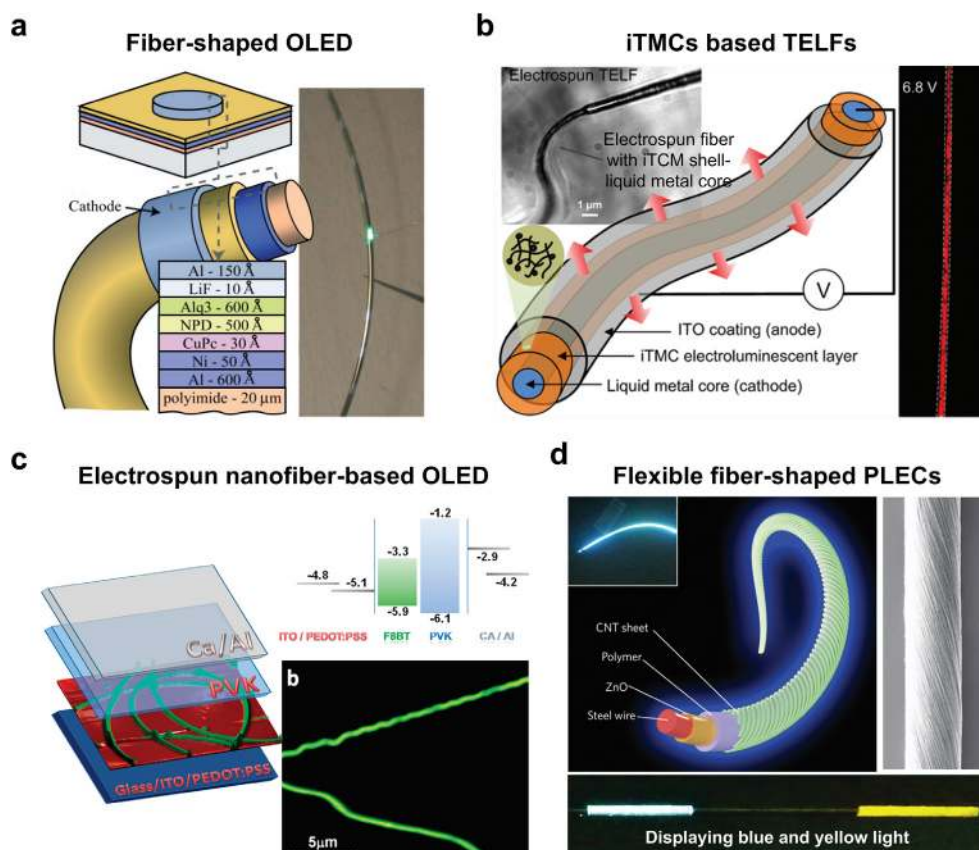 a
Fiber-shaped OLED
Cathode
Al - 150 Å
LiF - 10 Å
Alq3 - 600 Å
NPD - 500 Å
CuPc - 30 Å
Ni - 50 Å
Al - 600 Å
polyimide - 20 μm
b
iTMCs based TELFs
Electrospun TELF
Electrospun fiber
with iTCM shell-
liquid metal core
1 μm
6.8 V
V
ITO coating (anode)
iTMC electroluminescent layer
Liquid metal core (cathode)
c
Electrospun nanofiber-based OLED
Ca/Al
PVK
Glass/ITO/PEDOT:PSS
-1.2
-3.3
-2.9
-4.8
-5.1
-4.2
-5.9
-6.1
ITO / PEDOT:PSS
F8BT
PVK
CA / Al
b
5μm
d
Flexible fiber-shaped PLECs
CNT sheet
Polymer
ZnO
Steel wire
Displaying blue and yellow light